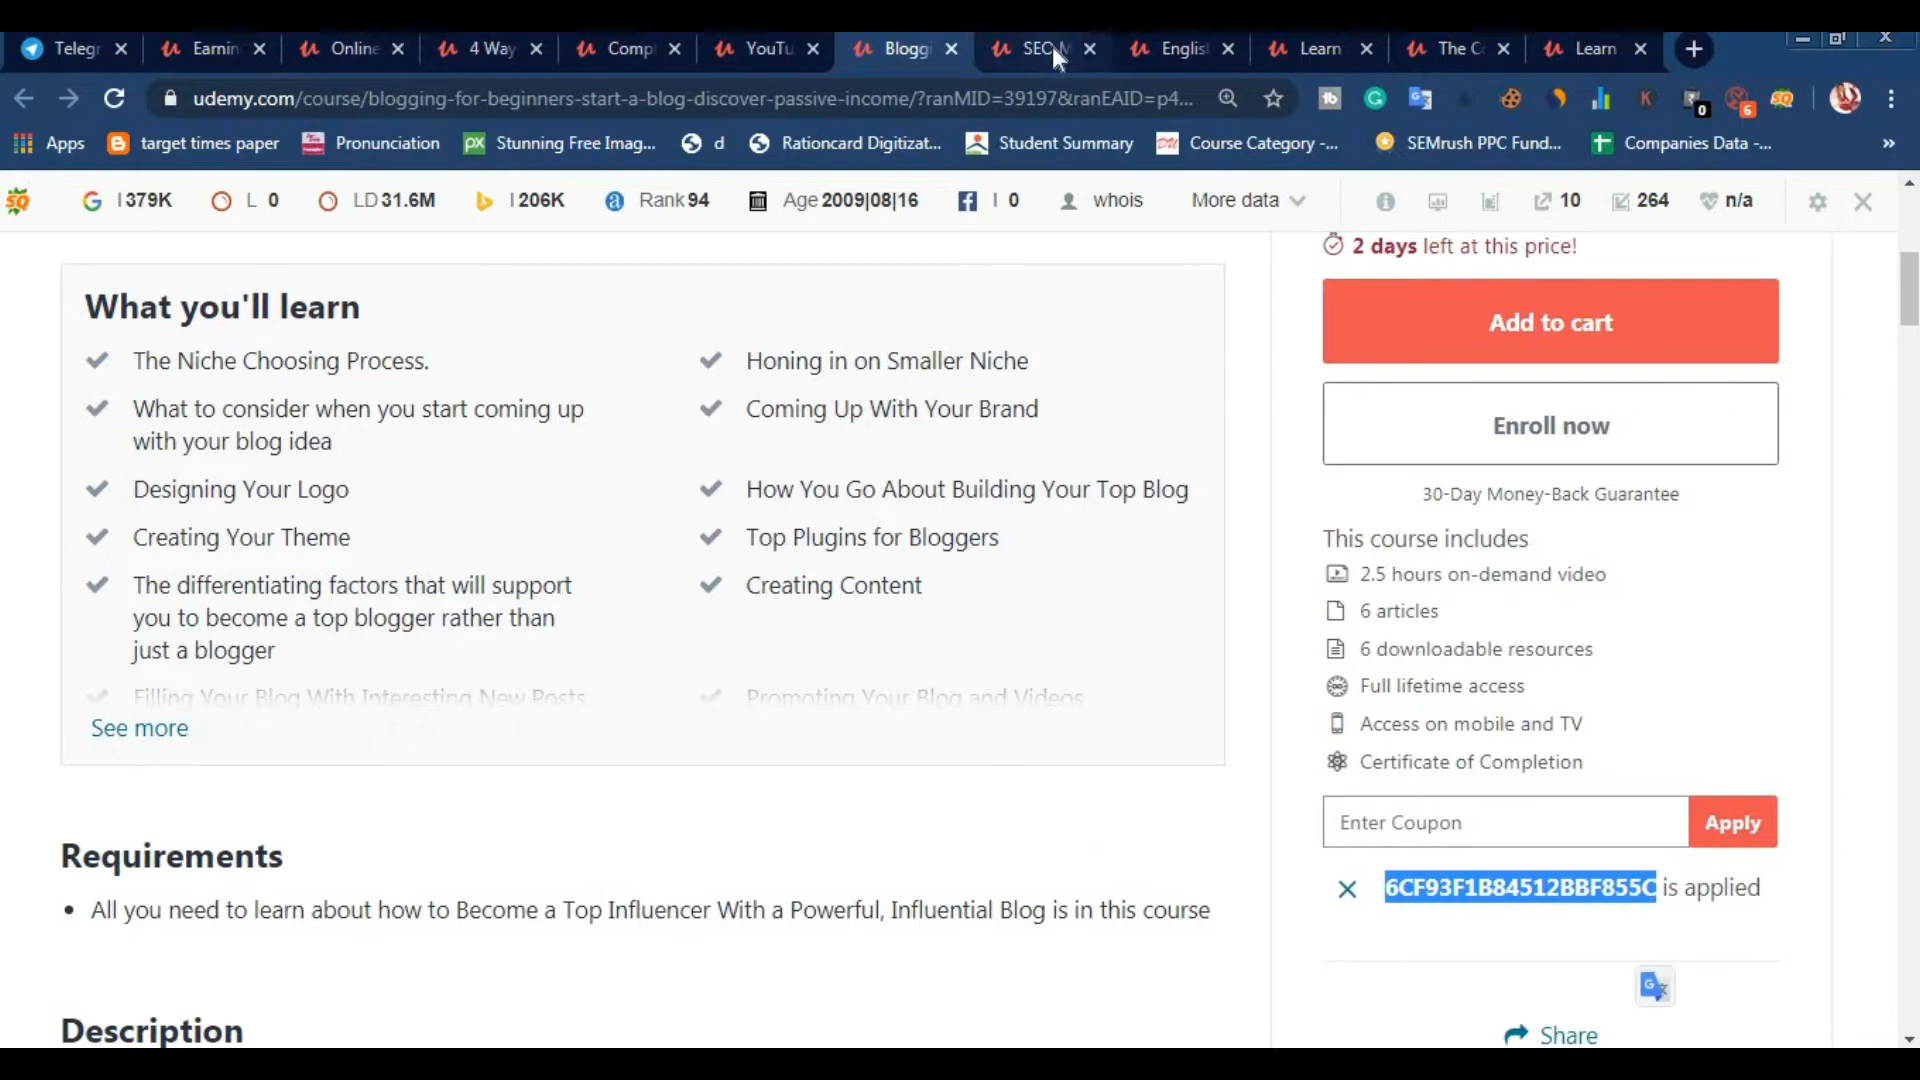 Telegr
Earnin
Online
4 Way
Comp
YouTu
Blogg
SEO M
Englis
Learn
The C
Learn
udemy.com/course/blogging-for-beginners-start-a-blog-discover-passive-income/?ranMID=39197&ranEAID=p4...
0
6
Apps
target times paper
Pronunciation
Stunning Free Imag...
d
Rationcard Digitizat...
Student Summary
Course Category -...
SEMrush PPC Fund...
Companies Data -...
»
I 379K
L 0
LD 31.6M
I 206K
Rank 94
Age 2009|08|16
I 0
whois
More data
10
264
n/a
2 days left at this price!
Add to cart
Enroll now
30-Day Money-Back Guarantee
This course includes
2.5 hours on-demand video
6 articles
6 downloadable resources
Full lifetime access
Access on mobile and TV
Certificate of Completion
Enter Coupon
Apply
6CF93F1B84512BBF855C is applied
Share
What you'll learn
The Niche Choosing Process.
Honing in on Smaller Niche
What to consider when you start coming up
with your blog idea
Coming Up With Your Brand
Designing Your Logo
How You Go About Building Your Top Blog
Creating Your Theme
Top Plugins for Bloggers
The differentiating factors that will support
you to become a top blogger rather than
just a blogger
Creating Content
Filling Your Blog With Interesting New Posts
Promoting Your Blog and Videos
See more
Requirements
• All you need to learn about how to Become a Top Influencer With a Powerful, Influential Blog is in this course
Description